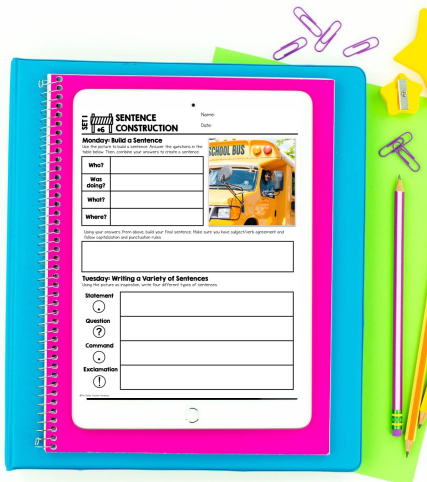 SET 1
#6
SENTENCE
CONSTRUCTION
Name:
Date:
Monday: Build a Sentence
Use the picture to build a sentence. Answer the questions in the
table below. Then, combine your answers to create a sentence.
Who?
Was
doing?
What?
Where?
SCHOOL BUS
Using your answers from above, build your final sentence. Make sure you have subject/verb agreement and
follow capitalization and punctuation rules.
Tuesday: Writing a Variety of Sentences
Using the picture as inspiration, write four different types of sentences.
Statement
.
Question
?
Command
.
Exclamation
!